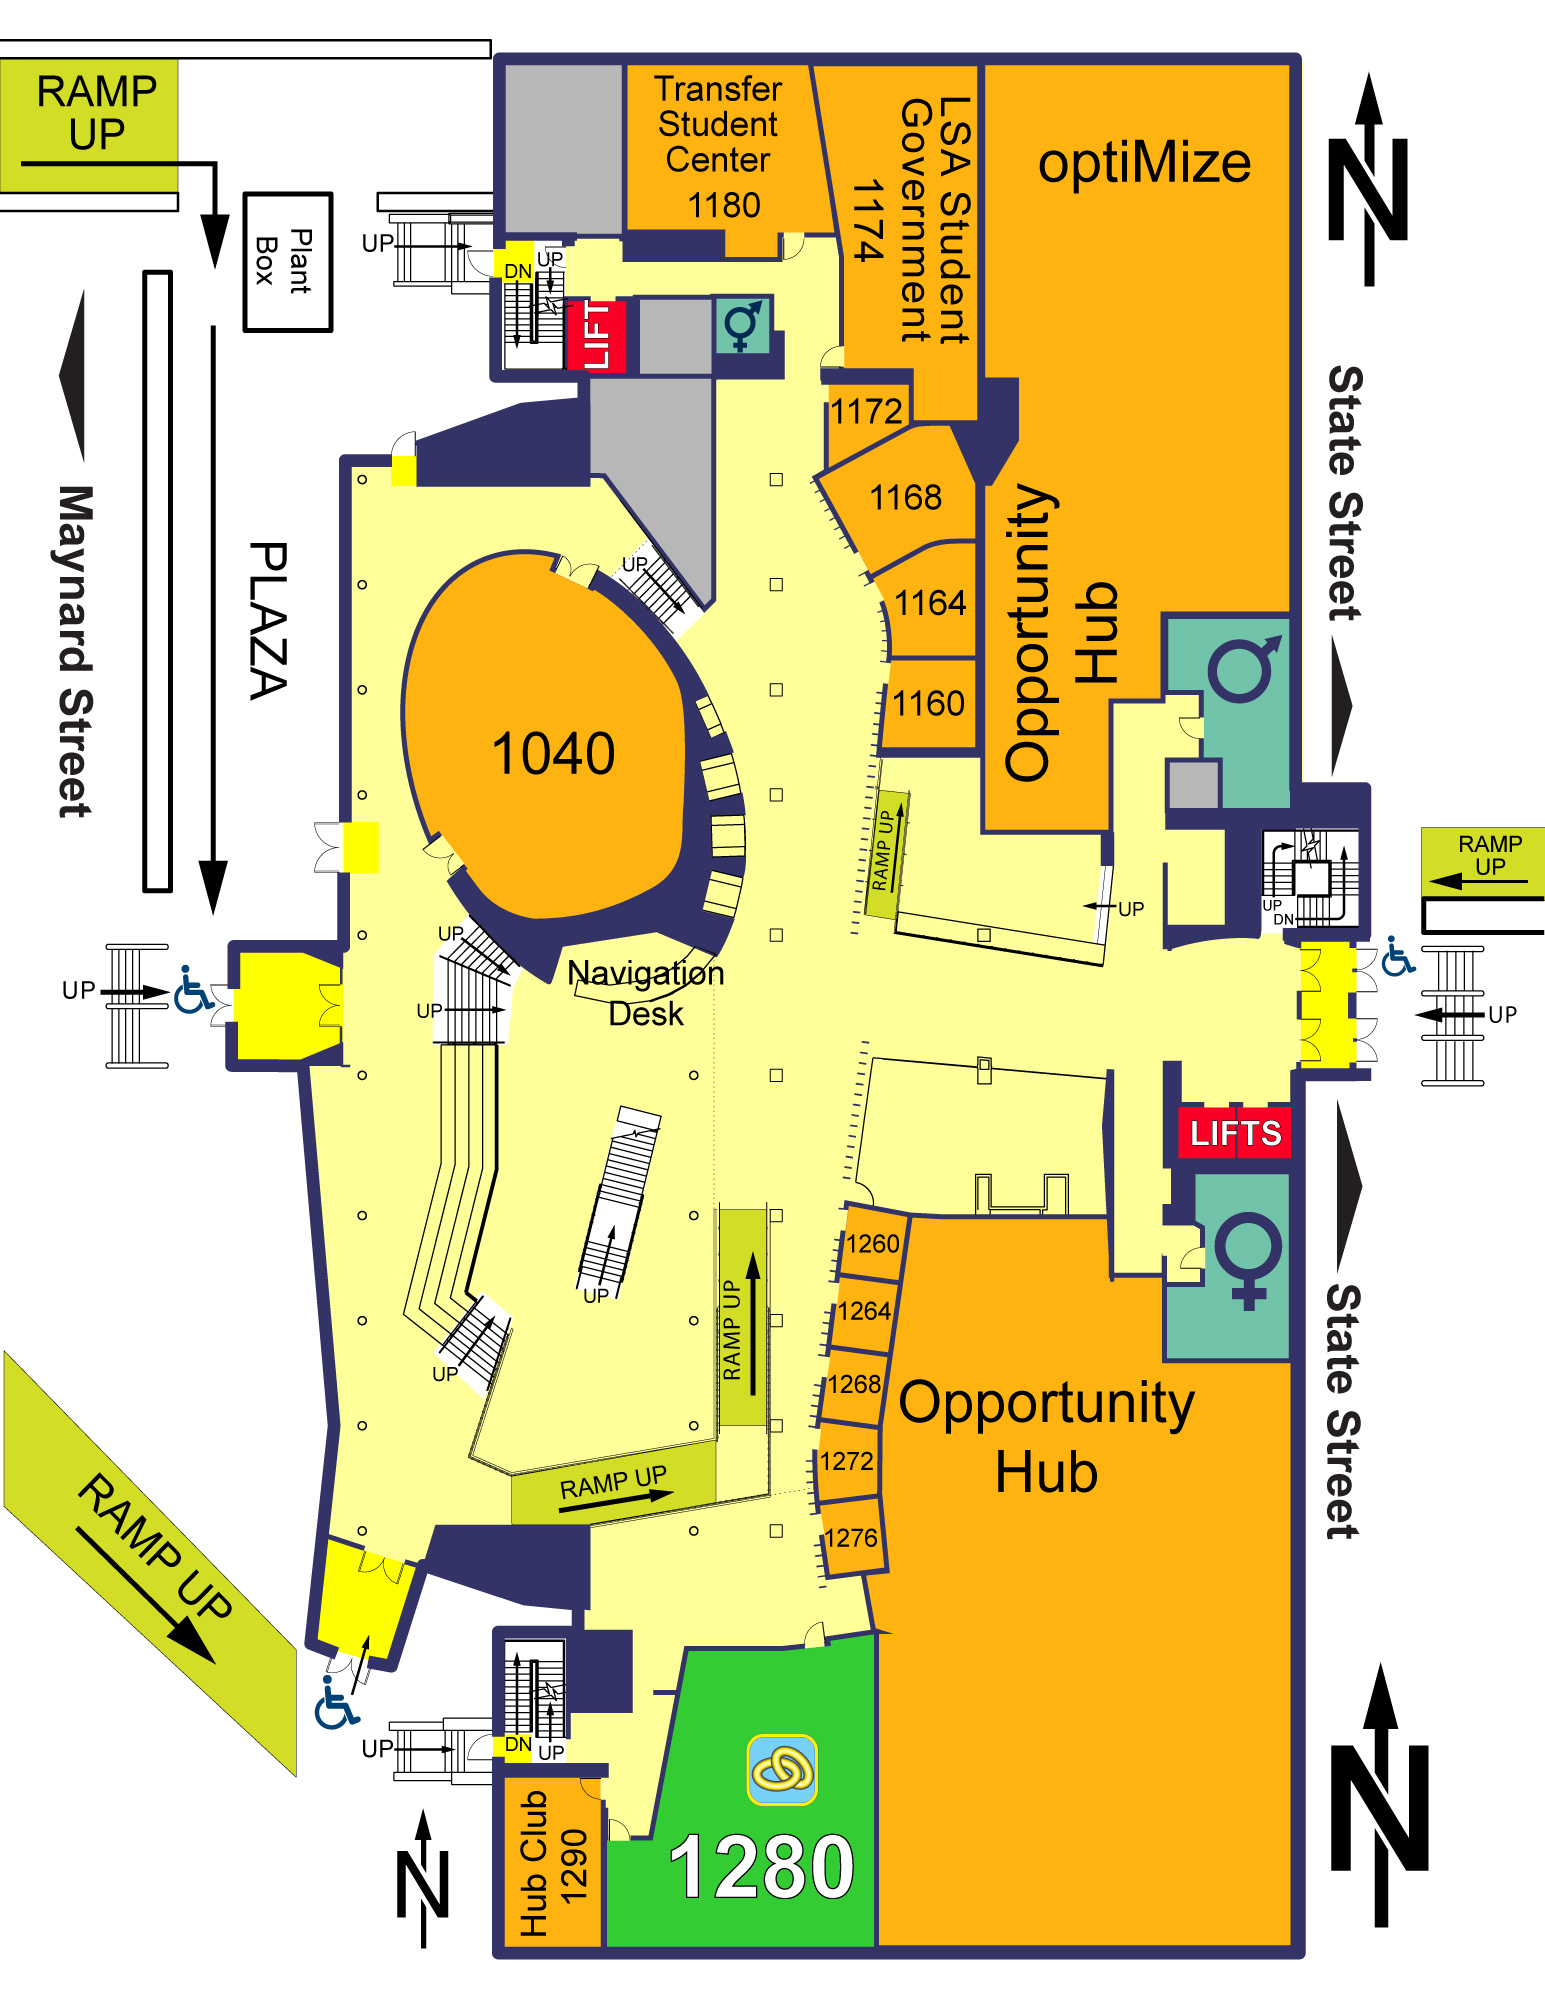 RAMP
UP
Transfer
Student
Center
1180
LSA Student
Government
1174
optiMize
N
Plant
Box
UP
DN
UP
LIFT
State Street
1172
1168
Maynard Street
PLAZA
UP
Opportunity
Hub
1164
1160
1040
RAMP UP
RAMP
UP
UP
UP
DN
UP
Navigation
Desk
UP
UP
UP
LIFTS
1260
UP
RAMP UP
1264
State Street
UP
1268
Opportunity
Hub
1272
RAMP UP
RAMP UP
1276
UP
DN
UP
N
1280
Hub Club
1290
N